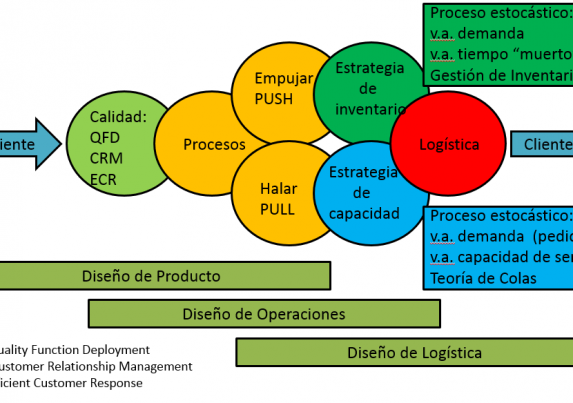 Proceso estocástico:
v.a. demanda
v.a. tiempo “muerto
Gestión de Inventari
Empujar
PUSH
Estrategia
de
inventario
iente
Calidad:
QFD
CRM
ECR
Procesos
Logística
Cliente
Halar
PULL
Estrategia
de
capacidad
Proceso estocástico:
v.a. demanda (pedic
v.a. capacidad de ser
Teoría de Colas
Diseño de Producto
Diseño de Operaciones
Diseño de Logística
uality Function Deployment
ustomer Relationship Management
icient Customer Response